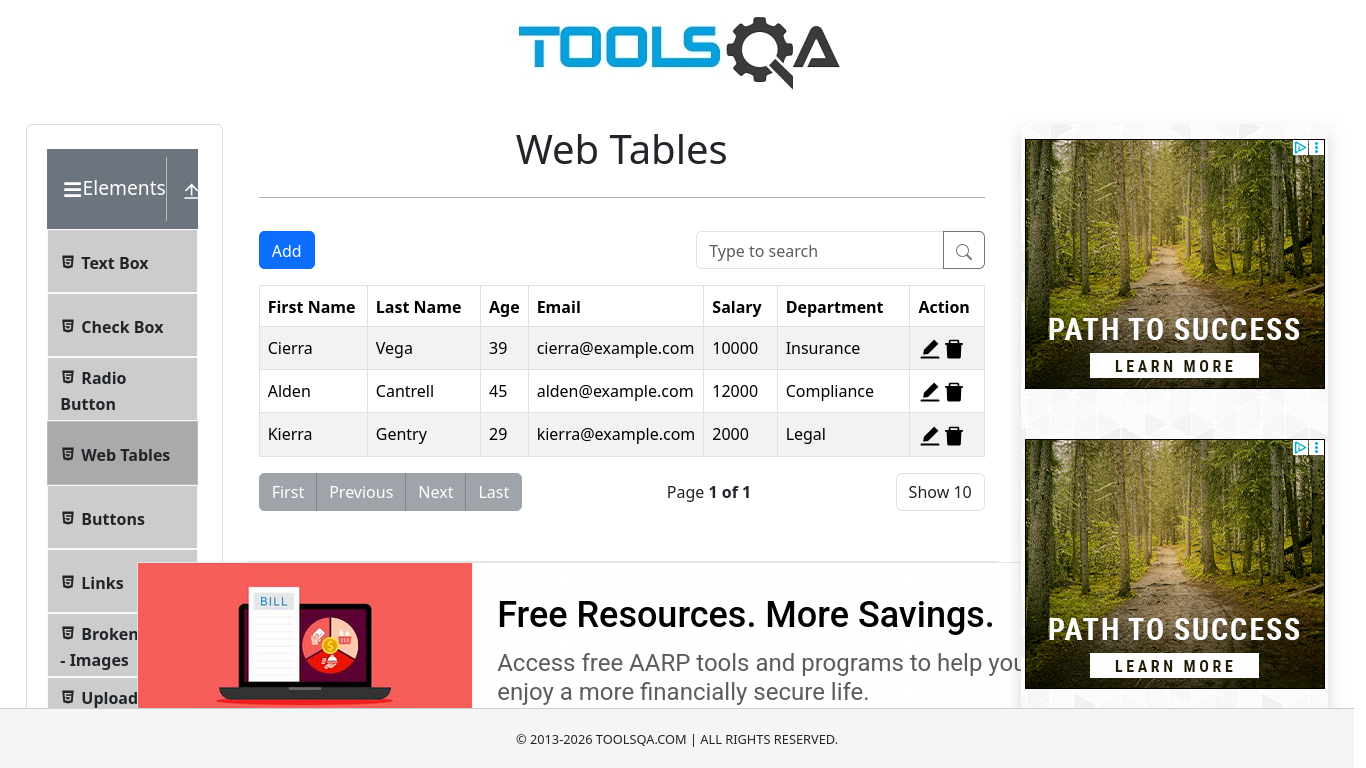 TOOLSQA
Web Tables
Elements
Text Box
Check Box
Radio
Button
Web Tables
Buttons
Links
Broken
- Images
Upload
Add
Type to search
First Name Last Name Age Email Salary Department Action
Cierra Vega 39 cierra@example.com 10000 Insurance
Alden Cantrell 45 alden@example.com 12000 Compliance
Kierra Gentry 29 kierra@example.com 2000 Legal
First Previous Next Last Page 1 of 1 Show 10
BILL
Free Resources. More Savings.
Access free AARP tools and programs to help you
enjoy a more financially secure life.
PATH TO SUCCESS
LEARN MORE
PATH TO SUCCESS
LEARN MORE
© 2013-2026 TOOLSQA.COM | ALL RIGHTS RESERVED.